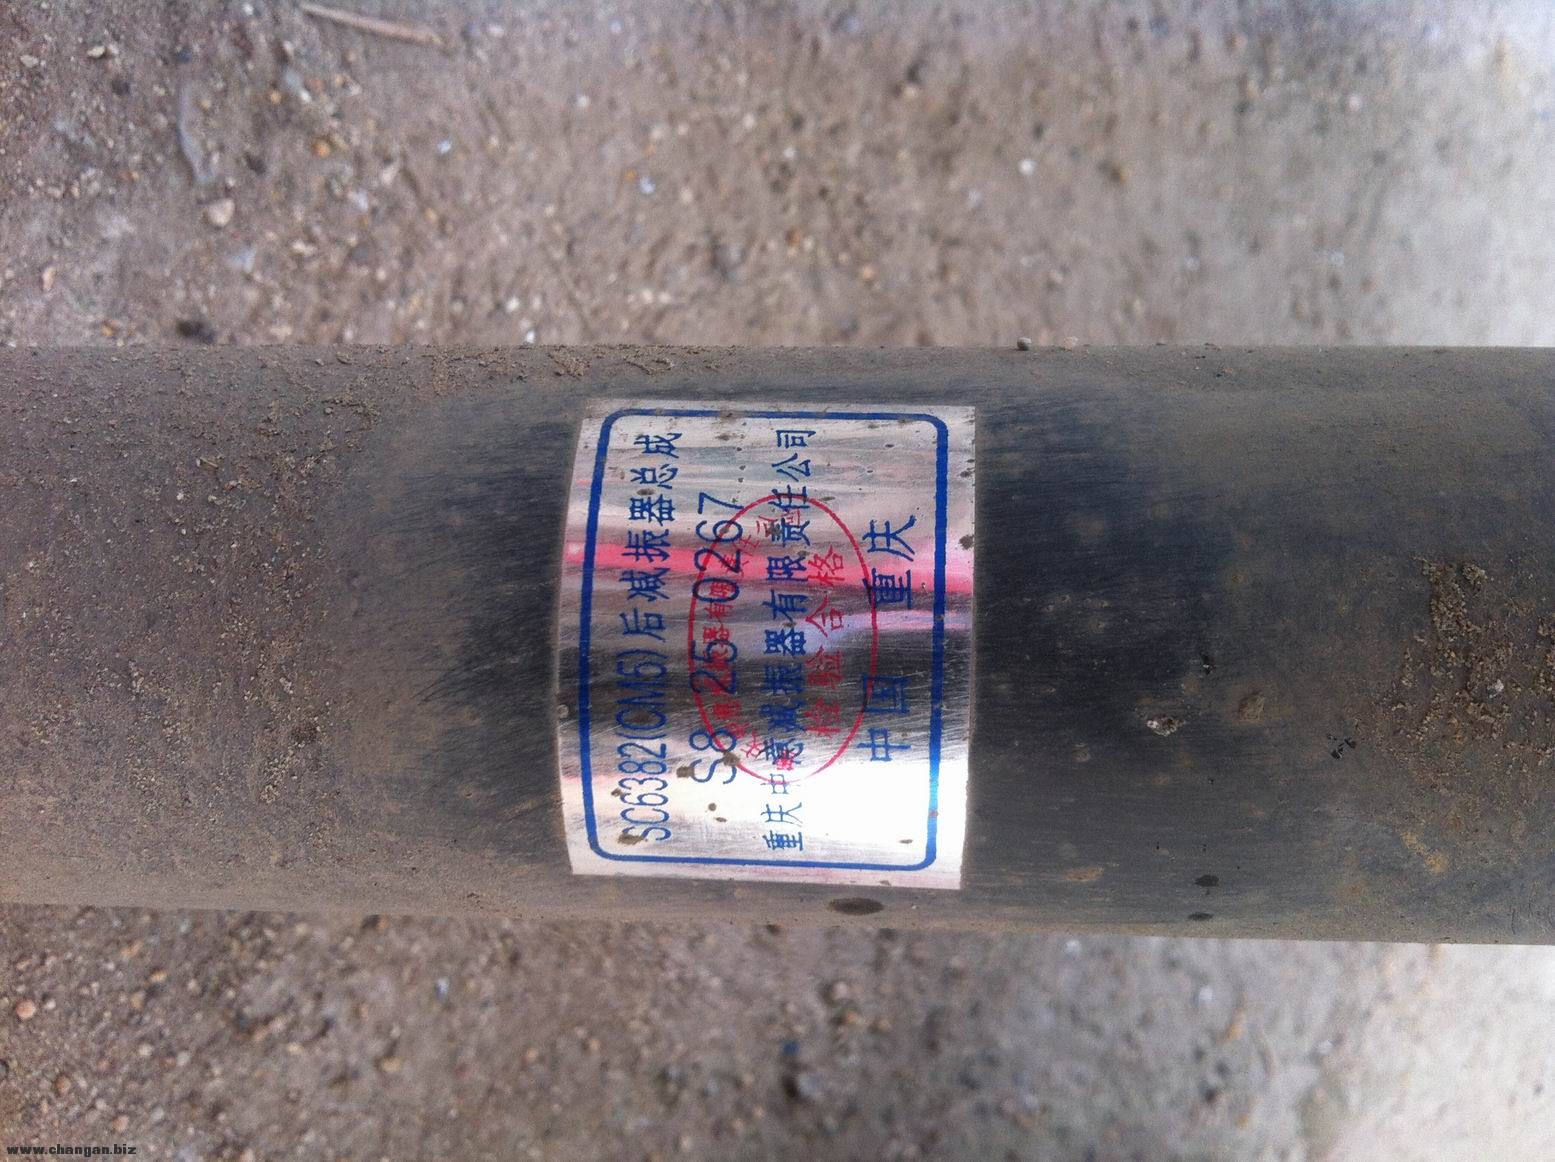 SC6382(CM5)后减振器总成
S8 25 0267
重庆中意减振器有限责任公司
中国 重庆
检验合格
www.changan.biz